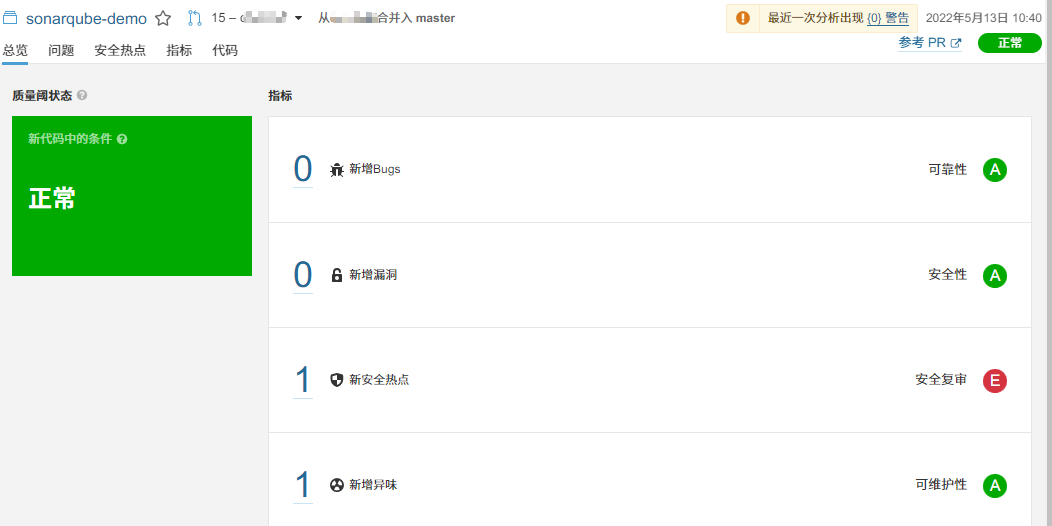 sonarqube-demo 15 – 从 合并入 master
最近一次分析出现 {0} 警告 2022年5月13日 10:40
参考 PR 正常
总览 问题 安全热点 指标 代码
质量阈状态
新代码中的条件
正常
指标
0 新增Bugs 可靠性 A
0 新增漏洞 安全性 A
1 新安全热点 安全复审 E
1 新增异味 可维护性 A